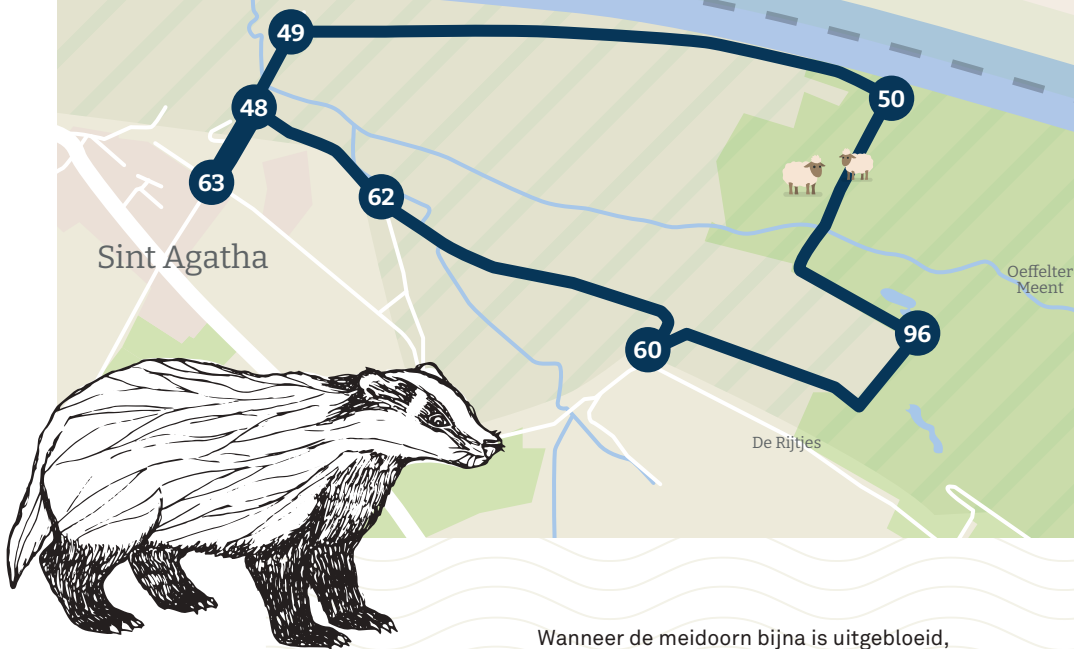 49
50
48
63
62
Sint Agatha
Oeffelter
Meent
96
60
De Rijtjes
Wanneer de meidoorn bijna is uitgebloeid,